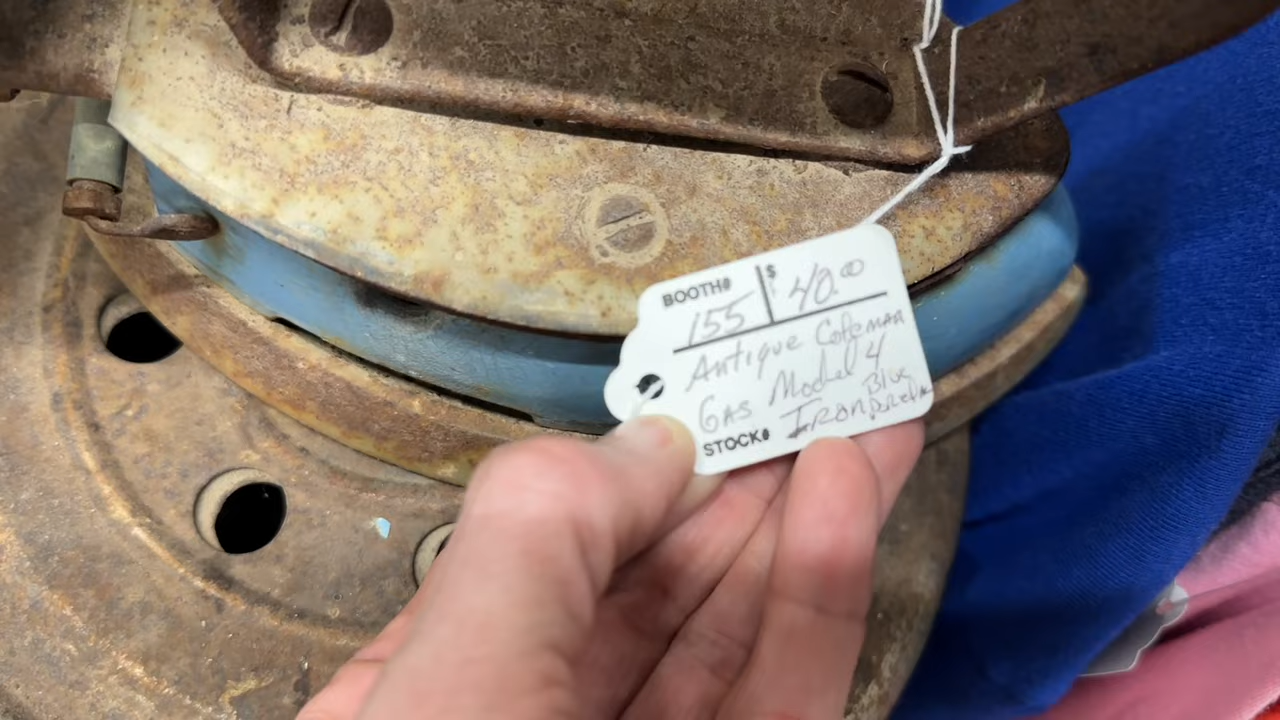 BOOTH# $
155 40.00
Antique Coleman
GAS Model 4
STOCK# IRON Blue